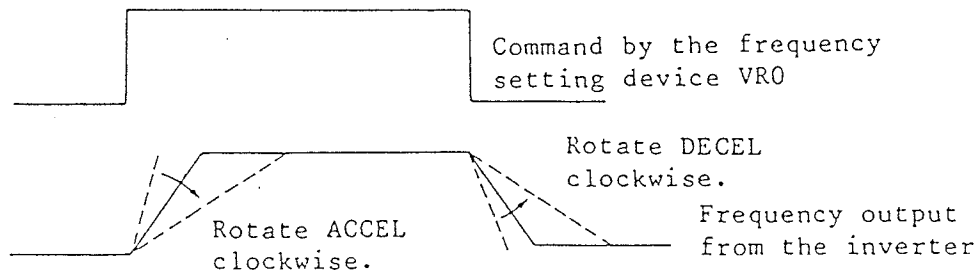 Command by the frequency
setting device VR0
Rotate DECEL
clockwise.
Rotate ACCEL
clockwise.
Frequency output
from the inverter